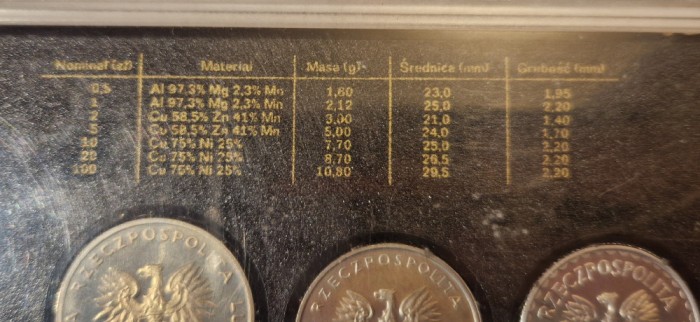 Nominał (zł) Materiał Masa (g) Średnica (mm) Grubość (mm)
0,5 Al 97,3% Mg 2,3% Mn 1,60 23,0 1,95
1 Al 97,3% Mg 2,3% Mn 2,12 25,0 2,20
2 Cu 58,5% Zn 41% Mn 3,00 21,0 1,40
5 Cu 58,5% Zn 41% Mn 5,00 24,0
10 Cu 75% Ni 25% 7,70 25,0 2,20
20 Cu 75% Ni 25% 8,70 26,5 2,20
100 Cu 75% Ni 25% 10,80 29,5 2,20
RZECZPOSPOLITA LU
RZECZPOSPOLITA
RZECZPOSPOLITA